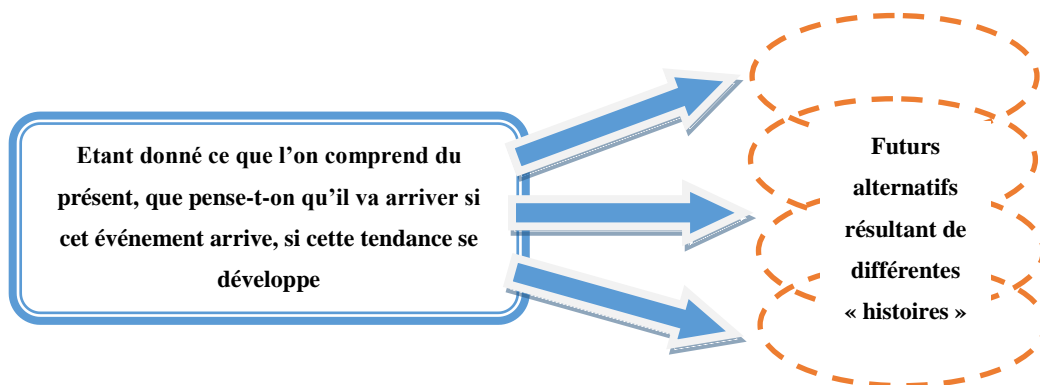 Etant donné ce que l’on comprend du
présent, que pense-t-on qu’il va arriver si
cet événement arrive, si cette tendance se
développe
Futurs
alternatifs
résultant de
différentes
« histoires »